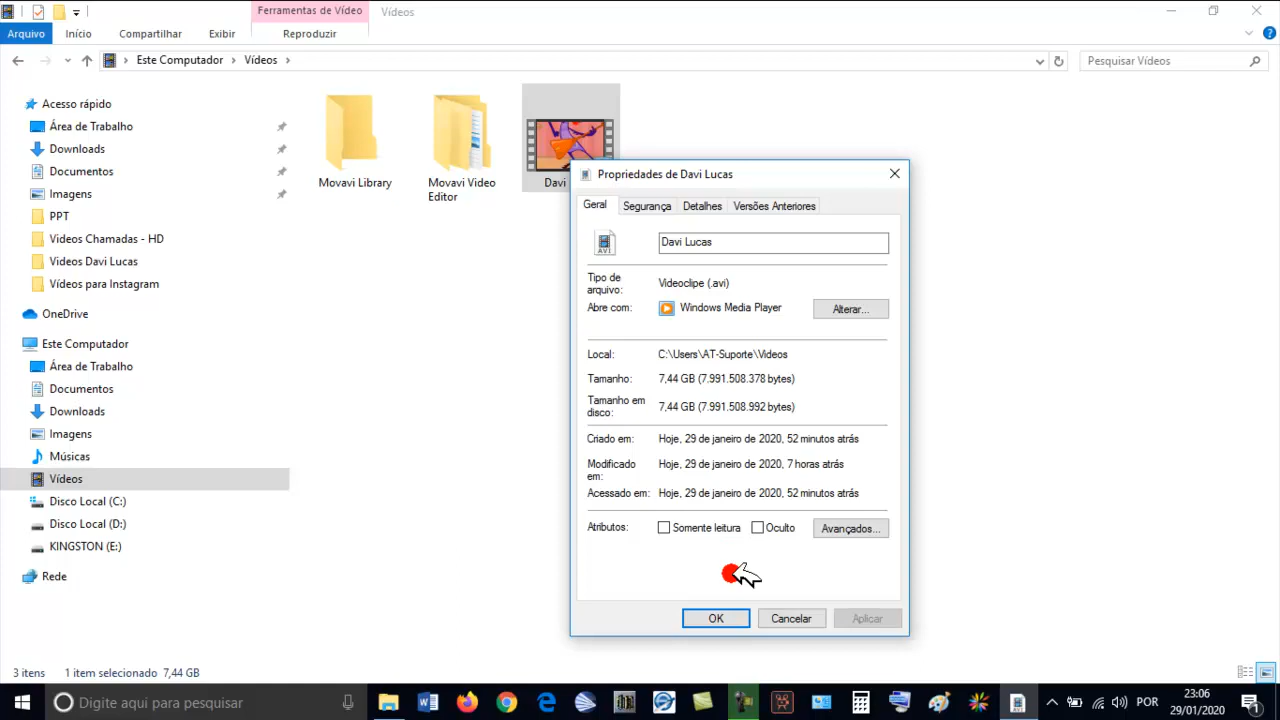 Ferramentas de Vídeo
Vídeos
Arquivo
Início
Compartilhar
Exibir
Reproduzir
Este Computador
Vídeos
Pesquisar Vídeos
Acesso rápido
Área de Trabalho
Downloads
Documentos
Imagens
PPT
Videos Chamadas - HD
Videos Davi Lucas
Vídeos para Instagram
OneDrive
Este Computador
Área de Trabalho
Documentos
Downloads
Imagens
Músicas
Vídeos
Disco Local (C:)
Disco Local (D:)
KINGSTON (E:)
Rede
Movavi Library
Movavi Video
Editor
Davi
Propriedades de Davi Lucas
Geral
Segurança
Detalhes
Versões Anteriores
AVI
Davi Lucas
Tipo de
arquivo:
Videoclipe (.avi)
Abre com:
Windows Media Player
Alterar...
Local:
C:\Users\AT-Suporte\Videos
Tamanho:
7,44 GB (7.991.508.378 bytes)
Tamanho em
disco:
7,44 GB (7.991.508.992 bytes)
Criado em:
Hoje, 29 de janeiro de 2020, 52 minutos atrás
Modificado
em:
Hoje, 29 de janeiro de 2020, 7 horas atrás
Acessado em:
Hoje, 29 de janeiro de 2020, 52 minutos atrás
Atributos:
Somente leitura
Oculto
Avançados...
OK
Cancelar
Aplicar
3 itens
1 item selecionado 7,44 GB
Digite aqui para pesquisar
POR
23:06
29/01/2020